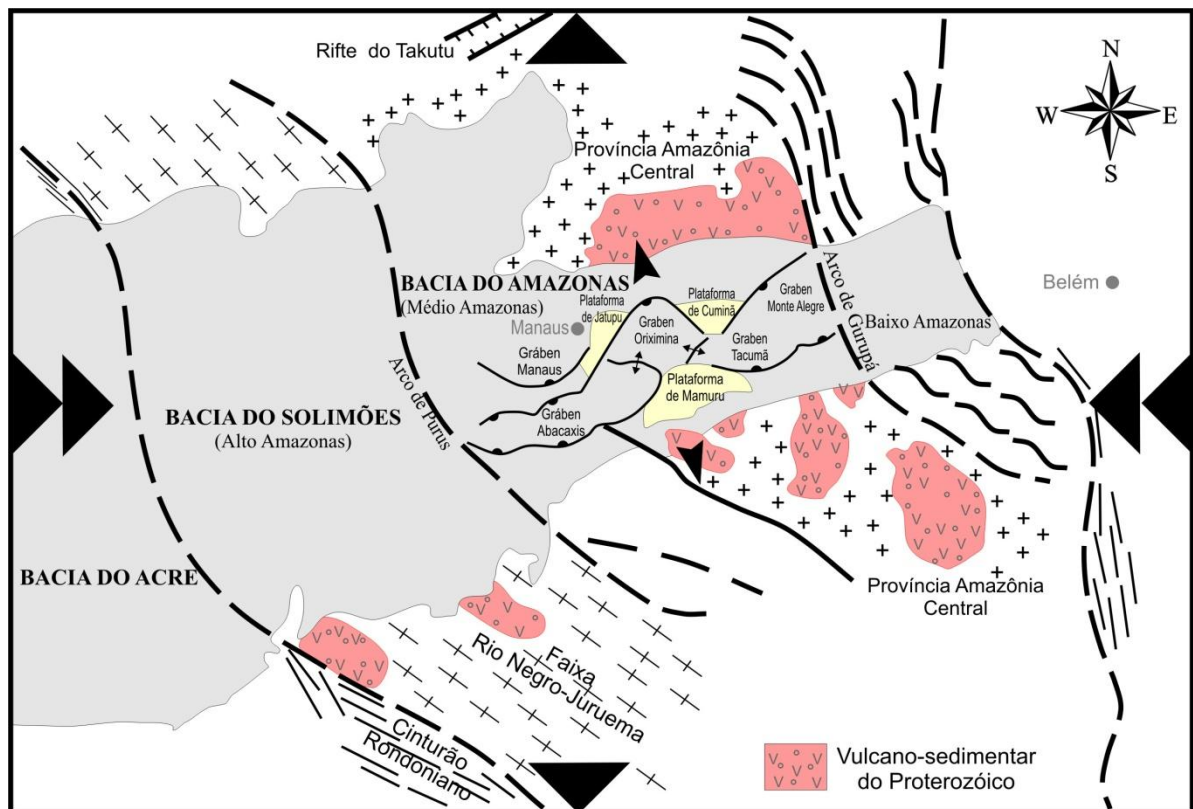 Rifte do Takutu
N
W
E
S
Província Amazônia
Central
BACIA DO AMAZONAS
(Médio Amazonas)
Manaus
Plataforma
de Jatupu
Plataforma
de Cuminã
Graben
Monte Alegre
Graben
Oriximina
Gráben
Manaus
Graben
Tacumã
Plataforma
de Mamuru
Gráben
Abacaxis
Arco de Gurupá
Baixo Amazonas
Belém
Arco de Purus
BACIA DO SOLIMÕES
(Alto Amazonas)
BACIA DO ACRE
Província Amazônia
Central
Faixa
Rio Negro-Juruema
Cinturão
Rondoniano
Vulcano-sedimentar
do Proterozóico